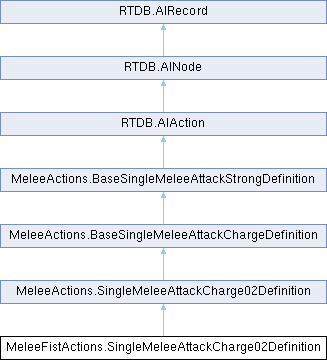 RTDB.AIRecord
RTDB.AINode
RTDB.AIAction
MeleeActions.BaseSingleMeleeAttackStrongDefinition
MeleeActions.BaseSingleMeleeAttackChargeDefinition
MeleeActions.SingleMeleeAttackCharge02Definition
MeleeFistActions.SingleMeleeAttackCharge02Definition